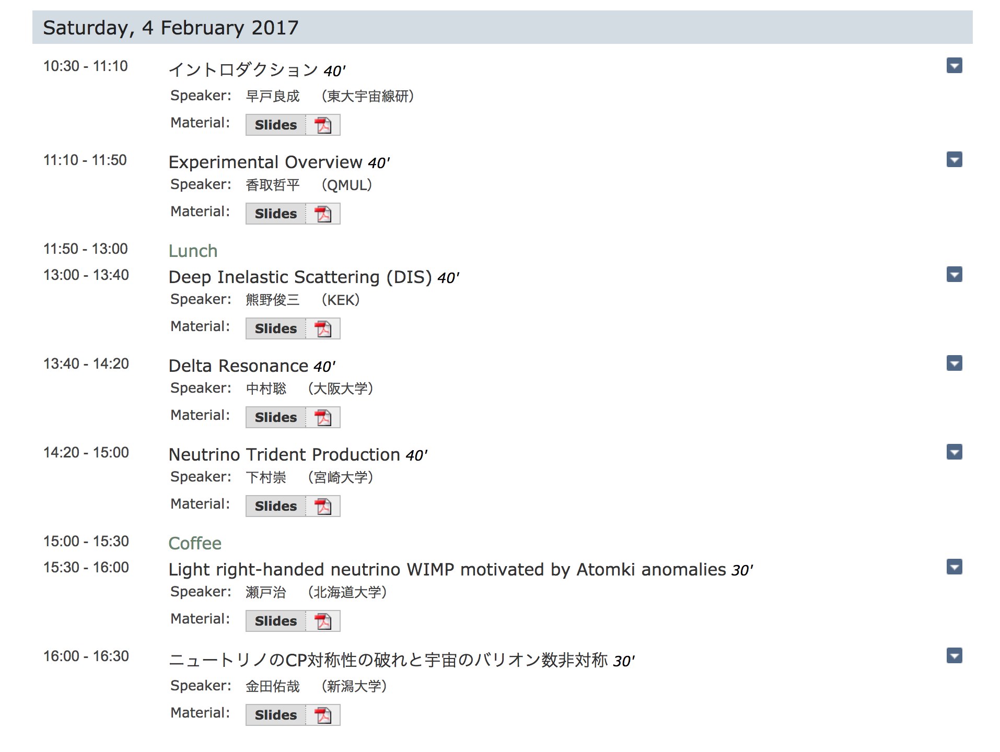 Saturday, 4 February 2017
10:30 - 11:10 イントロダクション 40'
Speaker: 早戸良成 （東大宇宙線研）
Material: Slides
11:10 - 11:50 Experimental Overview 40'
Speaker: 香取哲平 （QMUL）
Material: Slides
11:50 - 13:00 Lunch
13:00 - 13:40 Deep Inelastic Scattering (DIS) 40'
Speaker: 熊野俊三 （KEK）
Material: Slides
13:40 - 14:20 Delta Resonance 40'
Speaker: 中村聡 （大阪大学）
Material: Slides
14:20 - 15:00 Neutrino Trident Production 40'
Speaker: 下村崇 （宮崎大学）
Material: Slides
15:00 - 15:30 Coffee
15:30 - 16:00 Light right-handed neutrino WIMP motivated by Atomki anomalies 30'
Speaker: 瀬戸治 （北海道大学）
Material: Slides
16:00 - 16:30 ニュートリノのCP対称性の破れと宇宙のバリオン数非対称 30'
Speaker: 金田佑哉 （新潟大学）
Material: Slides